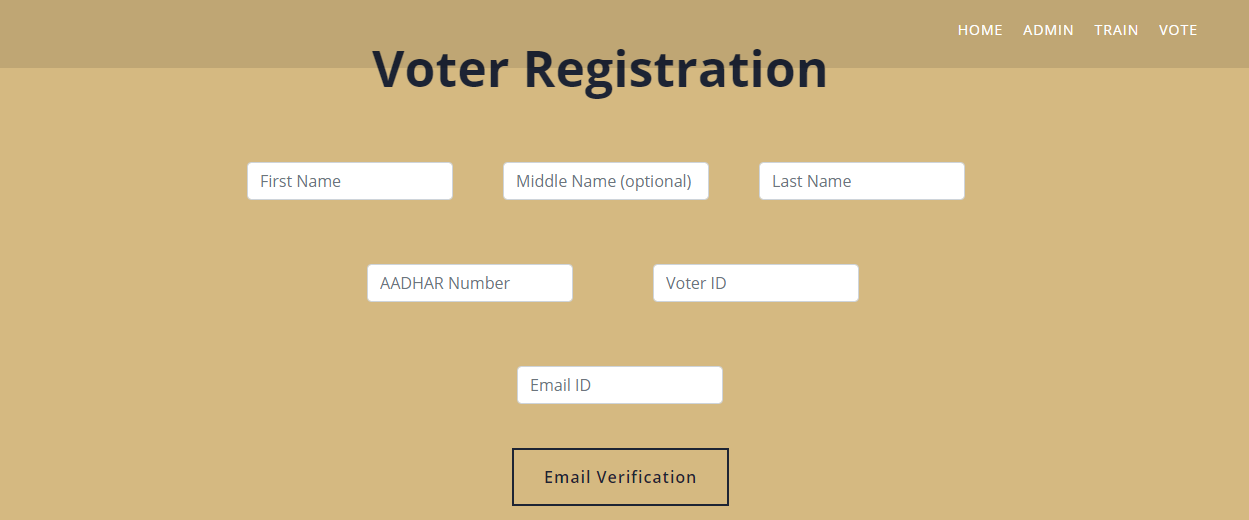 HOME ADMIN TRAIN VOTE
Voter Registration
First Name Middle Name (optional) Last Name
AADHAR Number Voter ID
Email ID
Email Verification